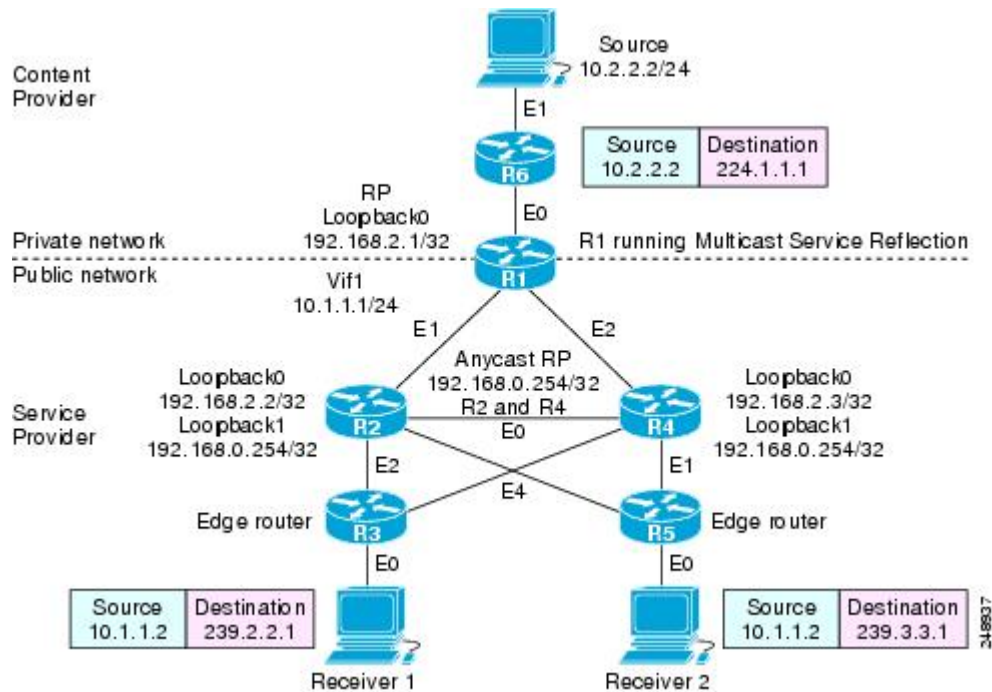 Source
10.2.2.2/24
Content
Provider
E1
Source
10.2.2.2
Destination
224.1.1.1
R6
RP
Loopback0
192.168.2.1/32
E0
Private network
R1 running Multicast Service Reflection
Public network
R1
Vif1
10.1.1.1/24
E1
E2
Anycast RP
192.168.0.254/32
R2 and R4
Loopback0
192.168.2.2/32
Loopback1
192.168.0.254/32
Service
Provider
R2
E0
R4
Loopback0
192.168.2.3/32
Loopback1
192.168.0.254/32
E2
E4
E1
Edge router
R3
R5
Edge router
E0
E0
Source
10.1.1.2
Destination
239.2.2.1
Receiver 1
Source
10.1.1.2
Destination
239.3.3.1
Receiver 2
248937